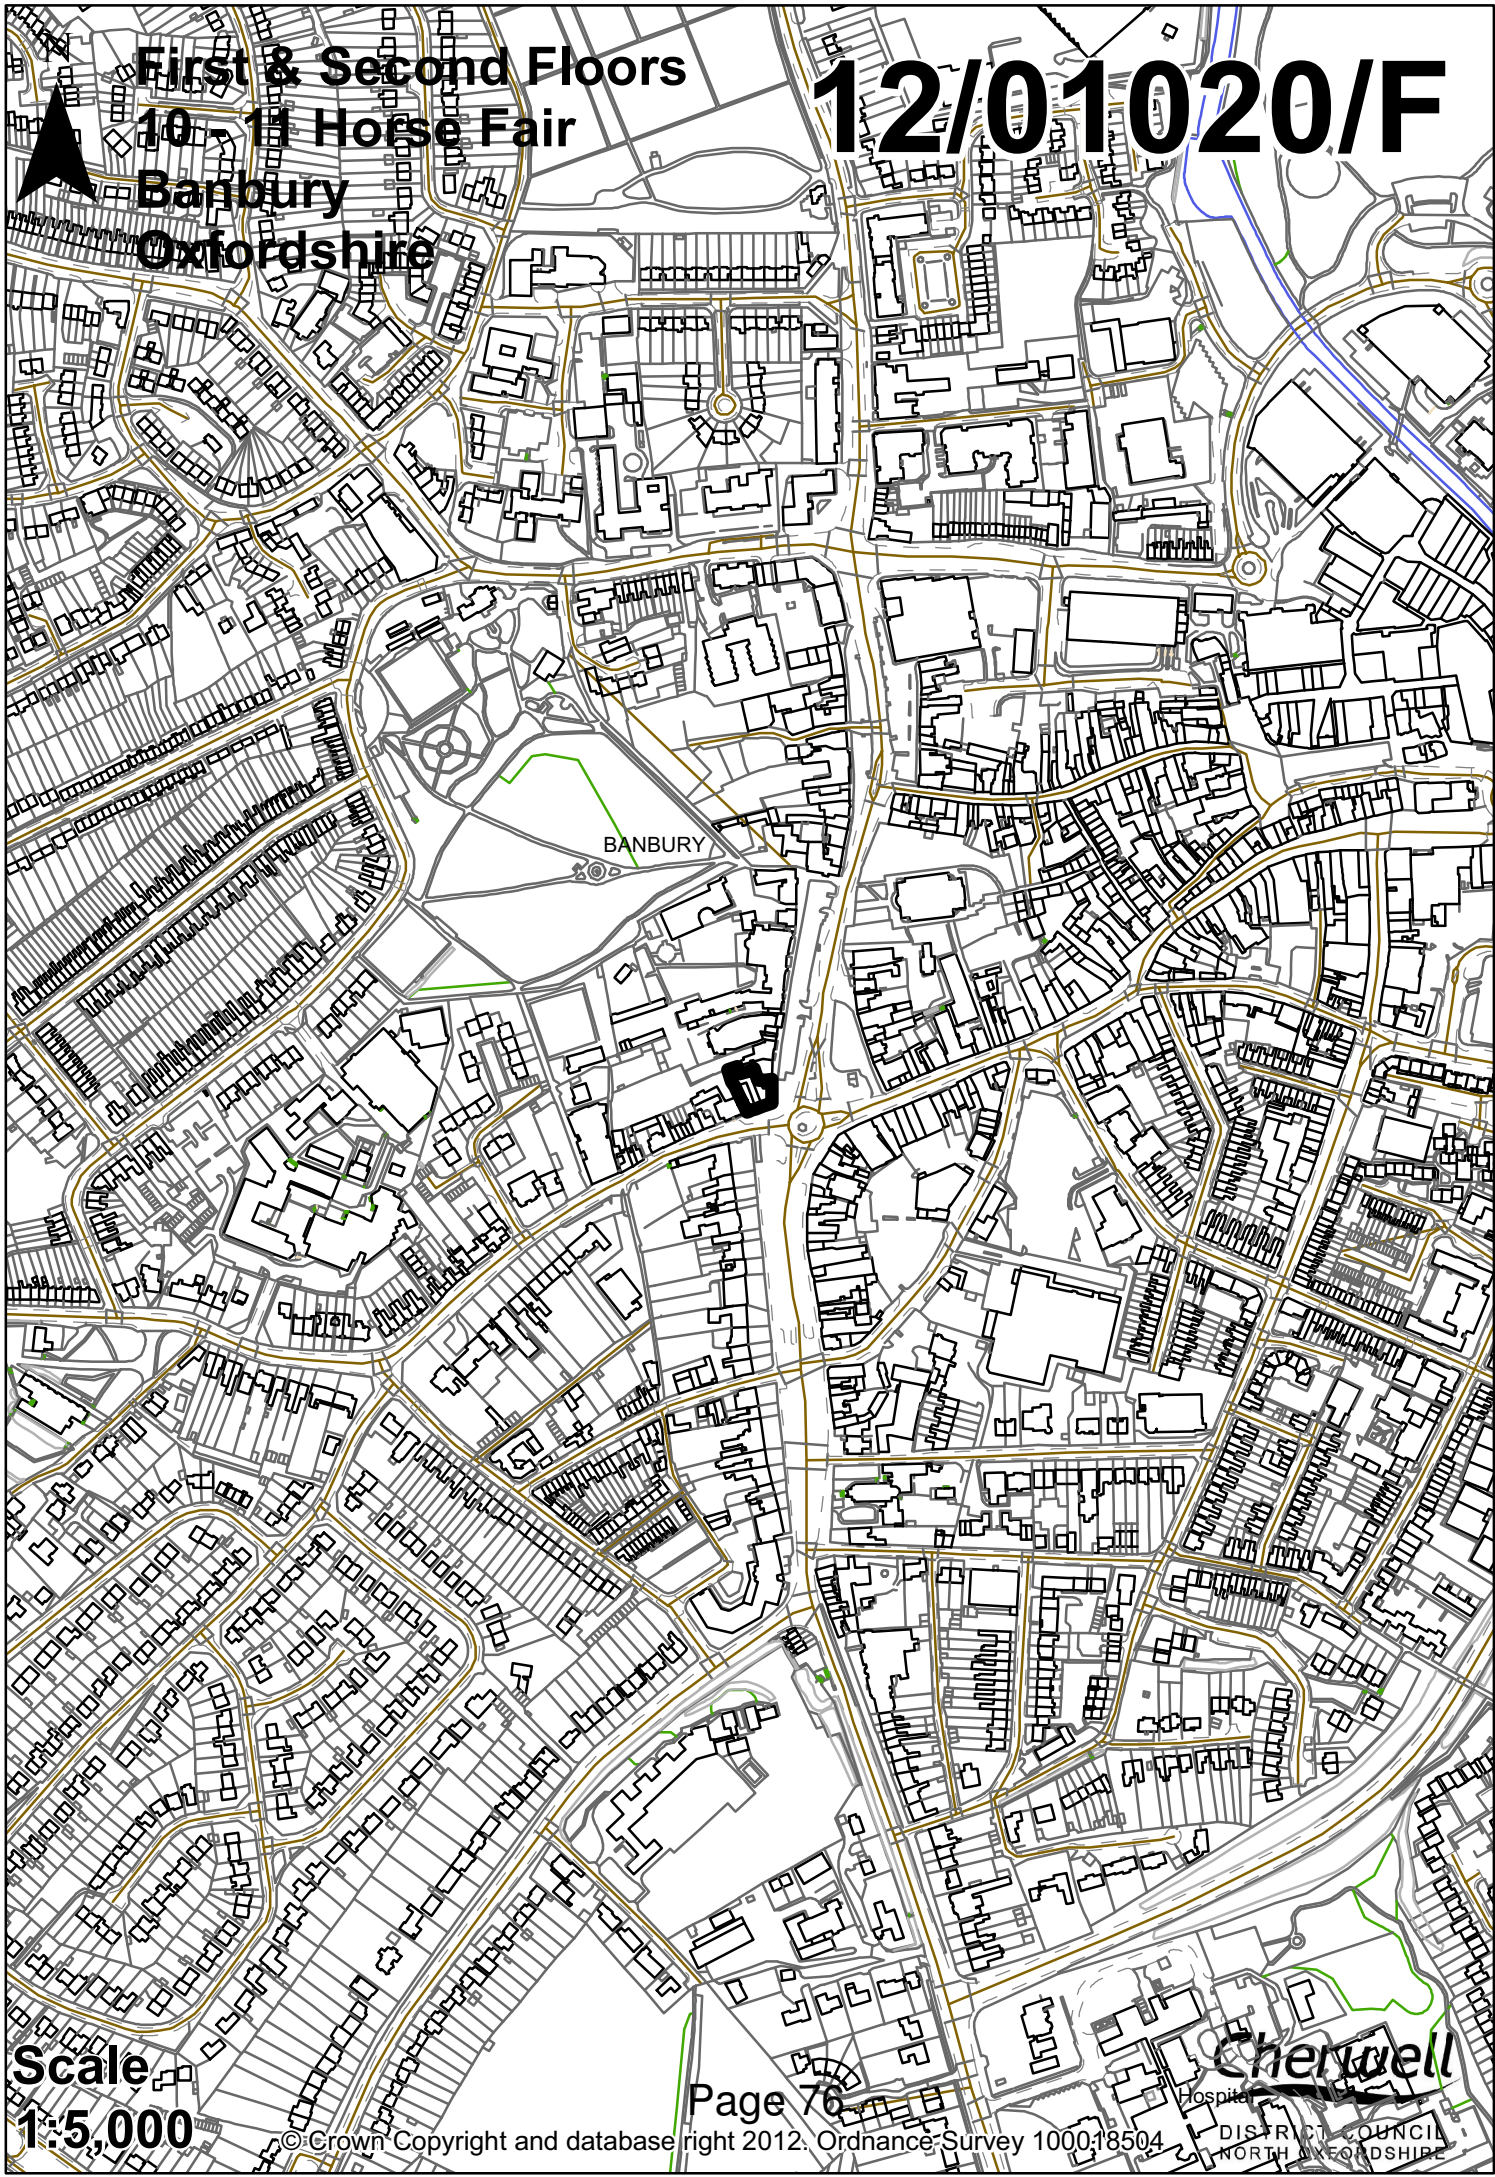 First & Second Floors
10 - 11 Horse Fair
Banbury
Oxfordshire
12/01020/F
BANBURY
Scale
1:5,000
Page 76
Hospital
Cherwell
DISTRICT COUNCIL
NORTH OXFORDSHIRE
© Crown Copyright and database right 2012. Ordnance Survey 100018504